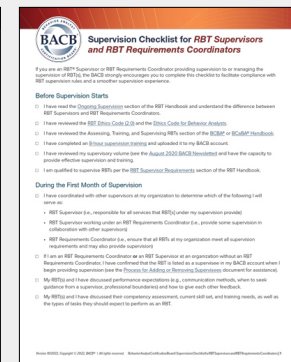 BEHAVIOR ANALYST
BACB
CERTIFICATION BOARD
Supervision Checklist for RBT Supervisors
and RBT Requirements Coordinators
If you are an RBT® Supervisor or RBT Requirements Coordinator providing supervision to or managing the
supervision of RBT(s), the BACB strongly encourages you to complete this checklist to facilitate compliance with
RBT supervision rules and a smoother supervision experience.
Before Supervision Starts
□ I have read the Ongoing Supervision section of the RBT Handbook and understand the difference between
RBT Supervisors and RBT Requirements Coordinators.
□ I have reviewed the RBT Ethics Code (2.0) and the Ethics Code for Behavior Analysts.
□ I have reviewed the Assessing, Training, and Supervising RBTs section of the BCBA® or BCaBA® Handbook.
□ I have completed an 8-hour supervision training and uploaded it to my BACB account.
□ I have reviewed my supervisory volume (see the August 2020 BACB Newsletter) and have the capacity to
provide effective supervision and training.
□ I am qualified to supervise RBTs per the RBT Supervisor Requirements section of the RBT Handbook.
During the First Month of Supervision
□ I have coordinated with other supervisors at my organization to determine which of the following I will
serve as:
• RBT Supervisor (i.e., responsible for all services that RBT[s] under my supervision provide)
• RBT Supervisor working under an RBT Requirements Coordinator (i.e., provide some supervision in
collaboration with other supervisors)
• RBT Requirements Coordinator (i.e., ensure that all RBTs at my organization meet all supervision
requirements and may also provide supervision)
□ If I am an RBT Requirements Coordinator or an RBT Supervisor at an organization without an RBT
Requirements Coordinator, I have confirmed that the RBT is listed as a supervisee in my BACB account when I
begin providing supervision (see the Process for Adding or Removing Supervisees document for assistance).
□ My RBT(s) and I have discussed performance expectations (e.g., communication methods, when to seek
guidance from a supervisor, professional boundaries) and how to give each other feedback.
□ My RBT(s) and I have discussed their competency assessment, current skill set, and training needs, as well as
the types of tasks they should expect to perform as an RBT.